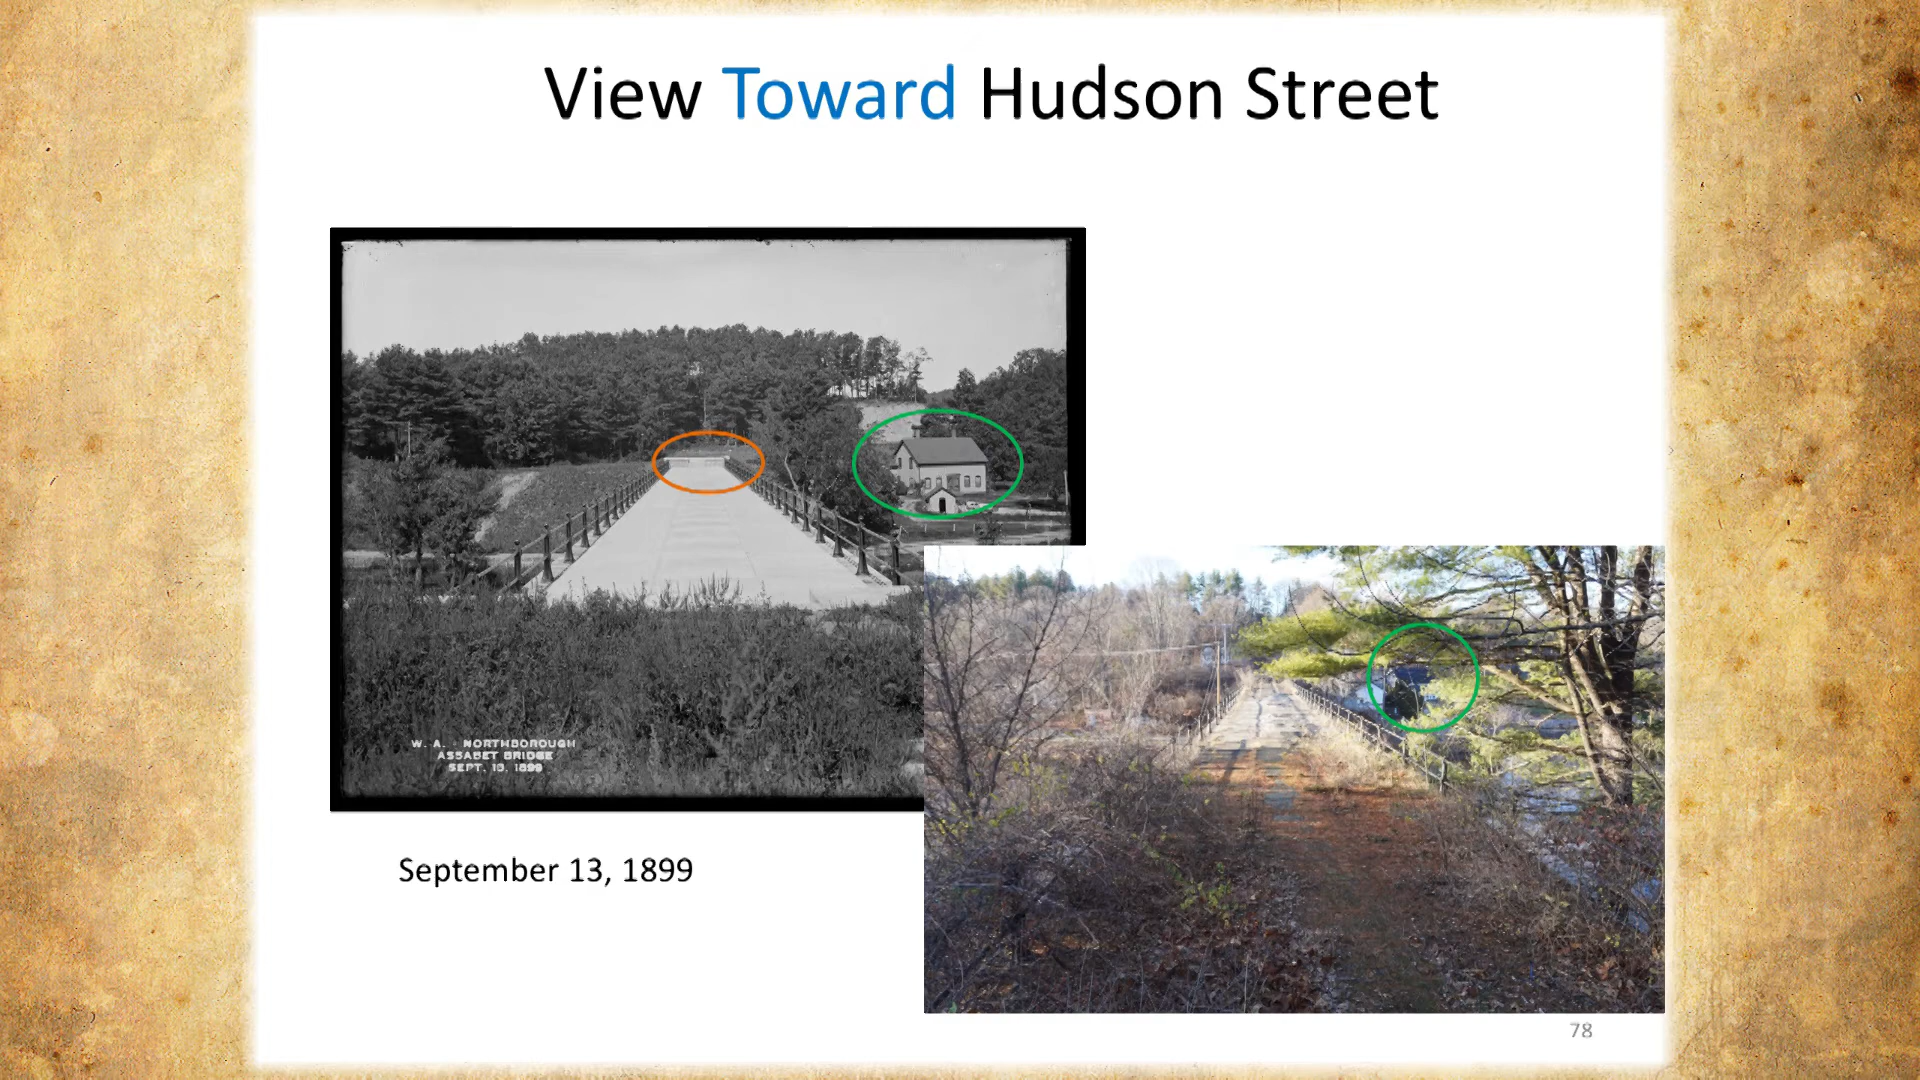 View Toward Hudson Street
W. A. - NORTHBOROUGH
ASSABET BRIDGE
SEPT. 13. 1899
September 13, 1899
78